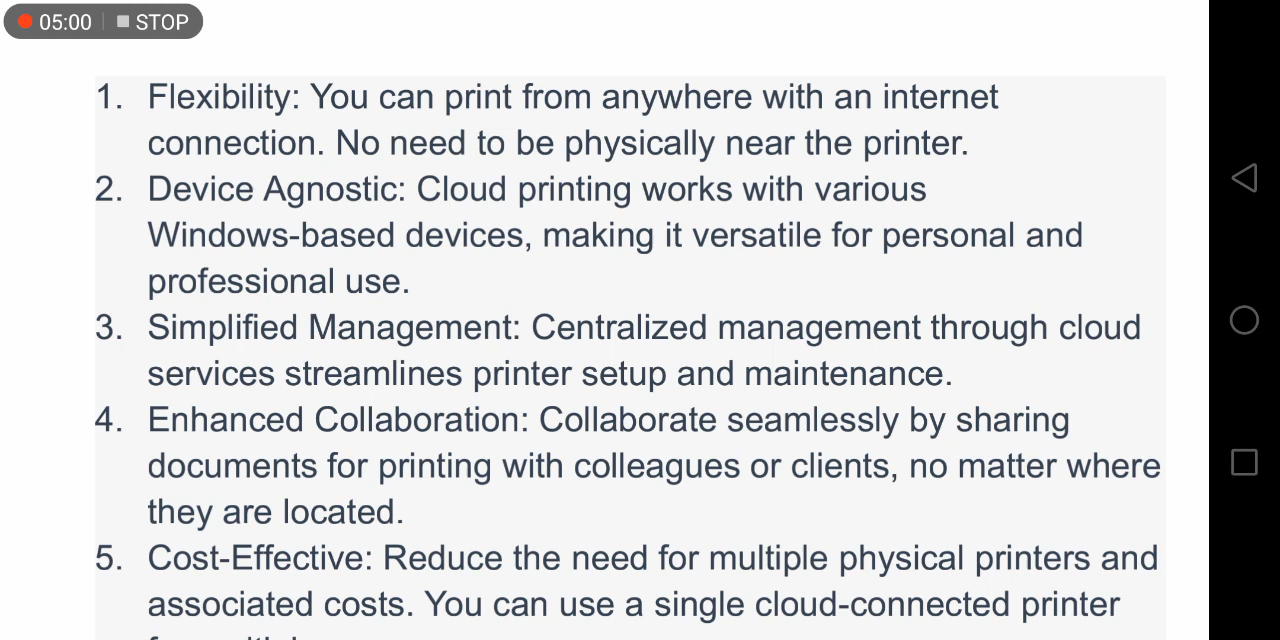 05:00 STOP
1. Flexibility: You can print from anywhere with an internet
connection. No need to be physically near the printer.
2. Device Agnostic: Cloud printing works with various
Windows-based devices, making it versatile for personal and
professional use.
3. Simplified Management: Centralized management through cloud
services streamlines printer setup and maintenance.
4. Enhanced Collaboration: Collaborate seamlessly by sharing
documents for printing with colleagues or clients, no matter where
they are located.
5. Cost-Effective: Reduce the need for multiple physical printers and
associated costs. You can use a single cloud-connected printer